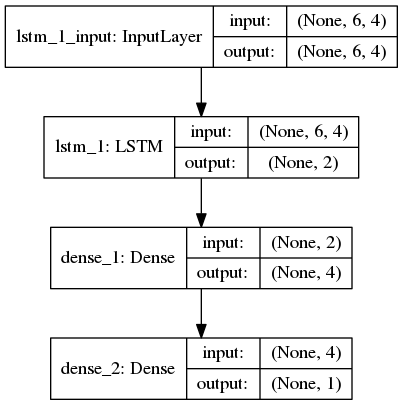 lstm_1_input: InputLayer
input: (None, 6, 4)
output: (None, 6, 4)
lstm_1: LSTM
input: (None, 6, 4)
output: (None, 2)
dense_1: Dense
input: (None, 2)
output: (None, 4)
dense_2: Dense
input: (None, 4)
output: (None, 1)